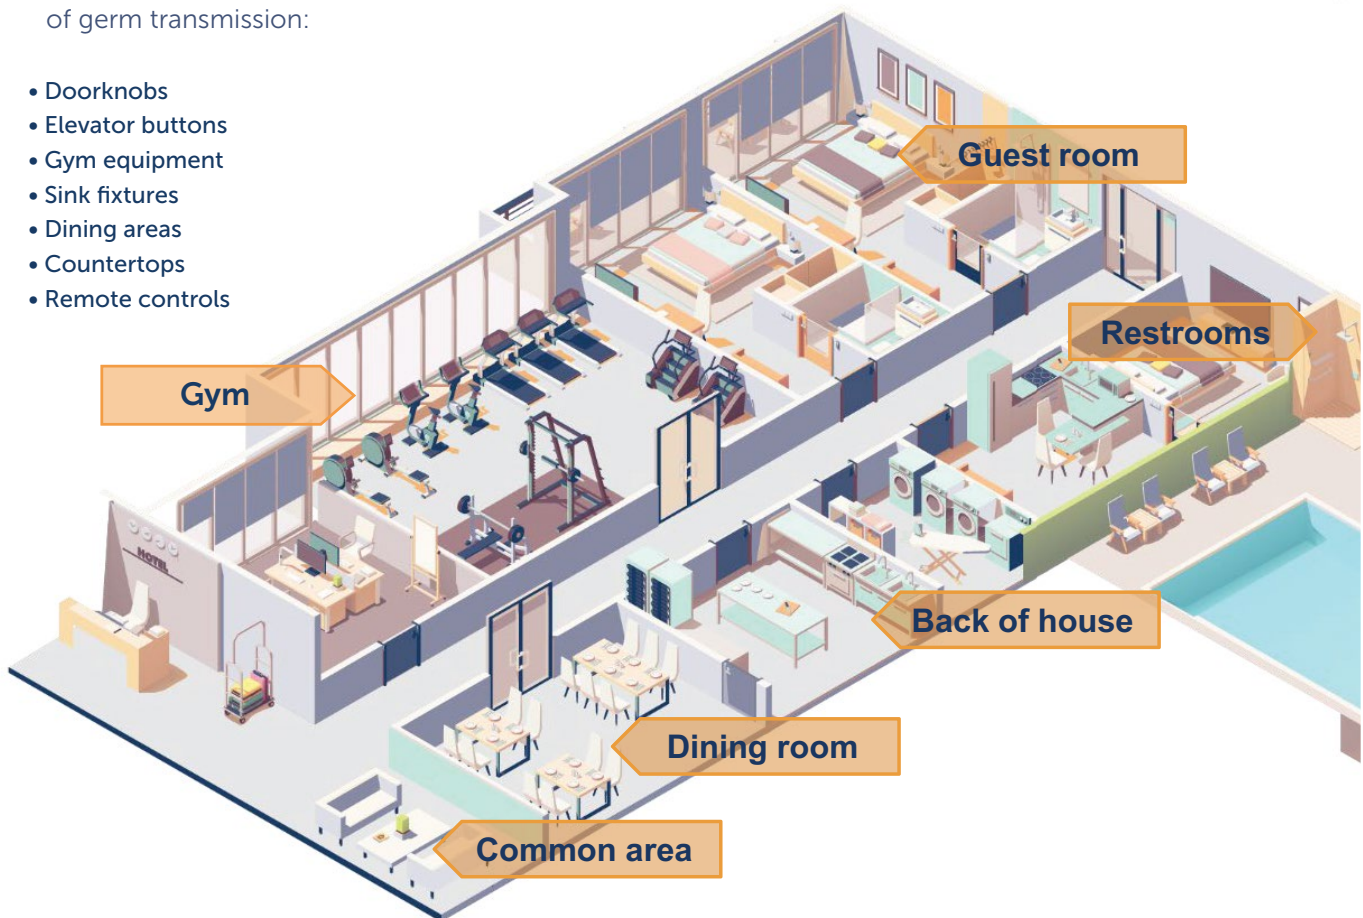 of germ transmission:
• Doorknobs
• Elevator buttons
• Gym equipment
• Sink fixtures
• Dining areas
• Countertops
• Remote controls
Guest room
Restrooms
Gym
HOTEL
Back of house
Dining room
Common area